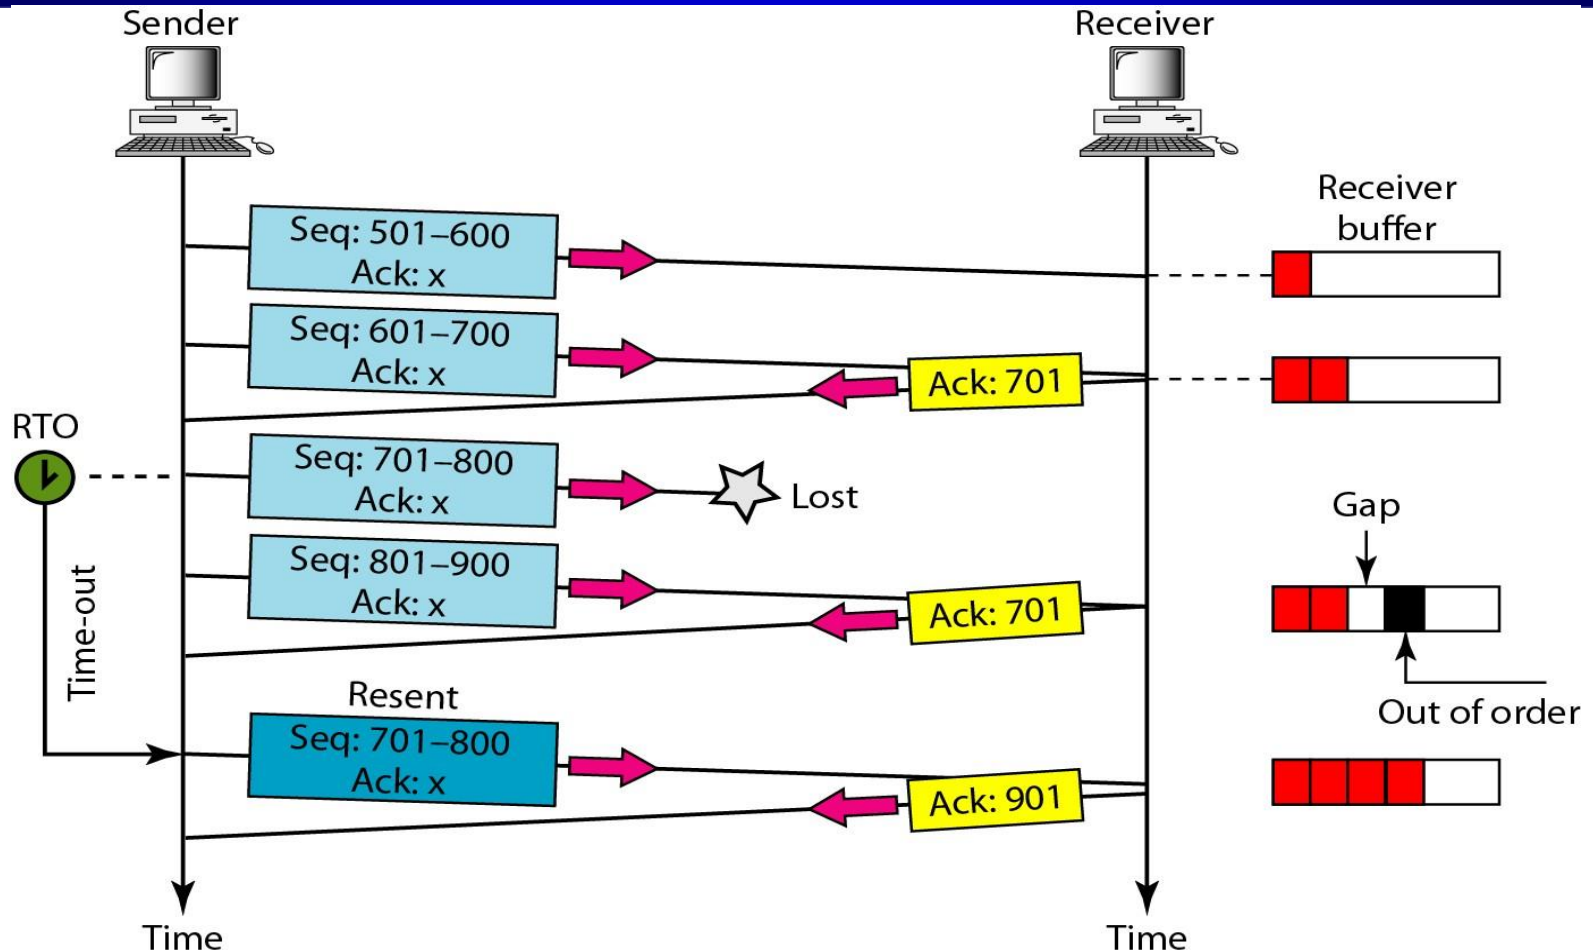 Sender
Receiver
Receiver
buffer
Seq: 501–600
Ack: x
Seq: 601–700
Ack: x
Ack: 701
RTO
Seq: 701–800
Ack: x
Lost
Gap
Time-out
Seq: 801–900
Ack: x
Ack: 701
Out of order
Resent
Seq: 701–800
Ack: x
Ack: 901
Time
Time